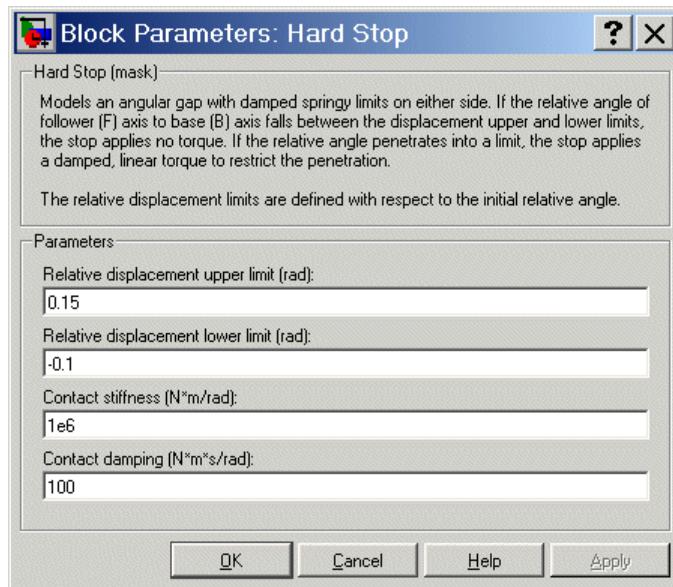 Block Parameters: Hard Stop
?
Hard Stop (mask)
Models an angular gap with damped springy limits on either side. If the relative angle of
follower (F) axis to base (B) axis falls between the displacement upper and lower limits,
the stop applies no torque. If the relative angle penetrates into a limit, the stop applies
a damped, linear torque to restrict the penetration.
The relative displacement limits are defined with respect to the initial relative angle.
Parameters
Relative displacement upper limit (rad):
0.15
Relative displacement lower limit (rad):
-0.1
Contact stiffness (N*m/rad):
1e6
Contact damping (N*m*s/rad):
100
OK Cancel Help Apply